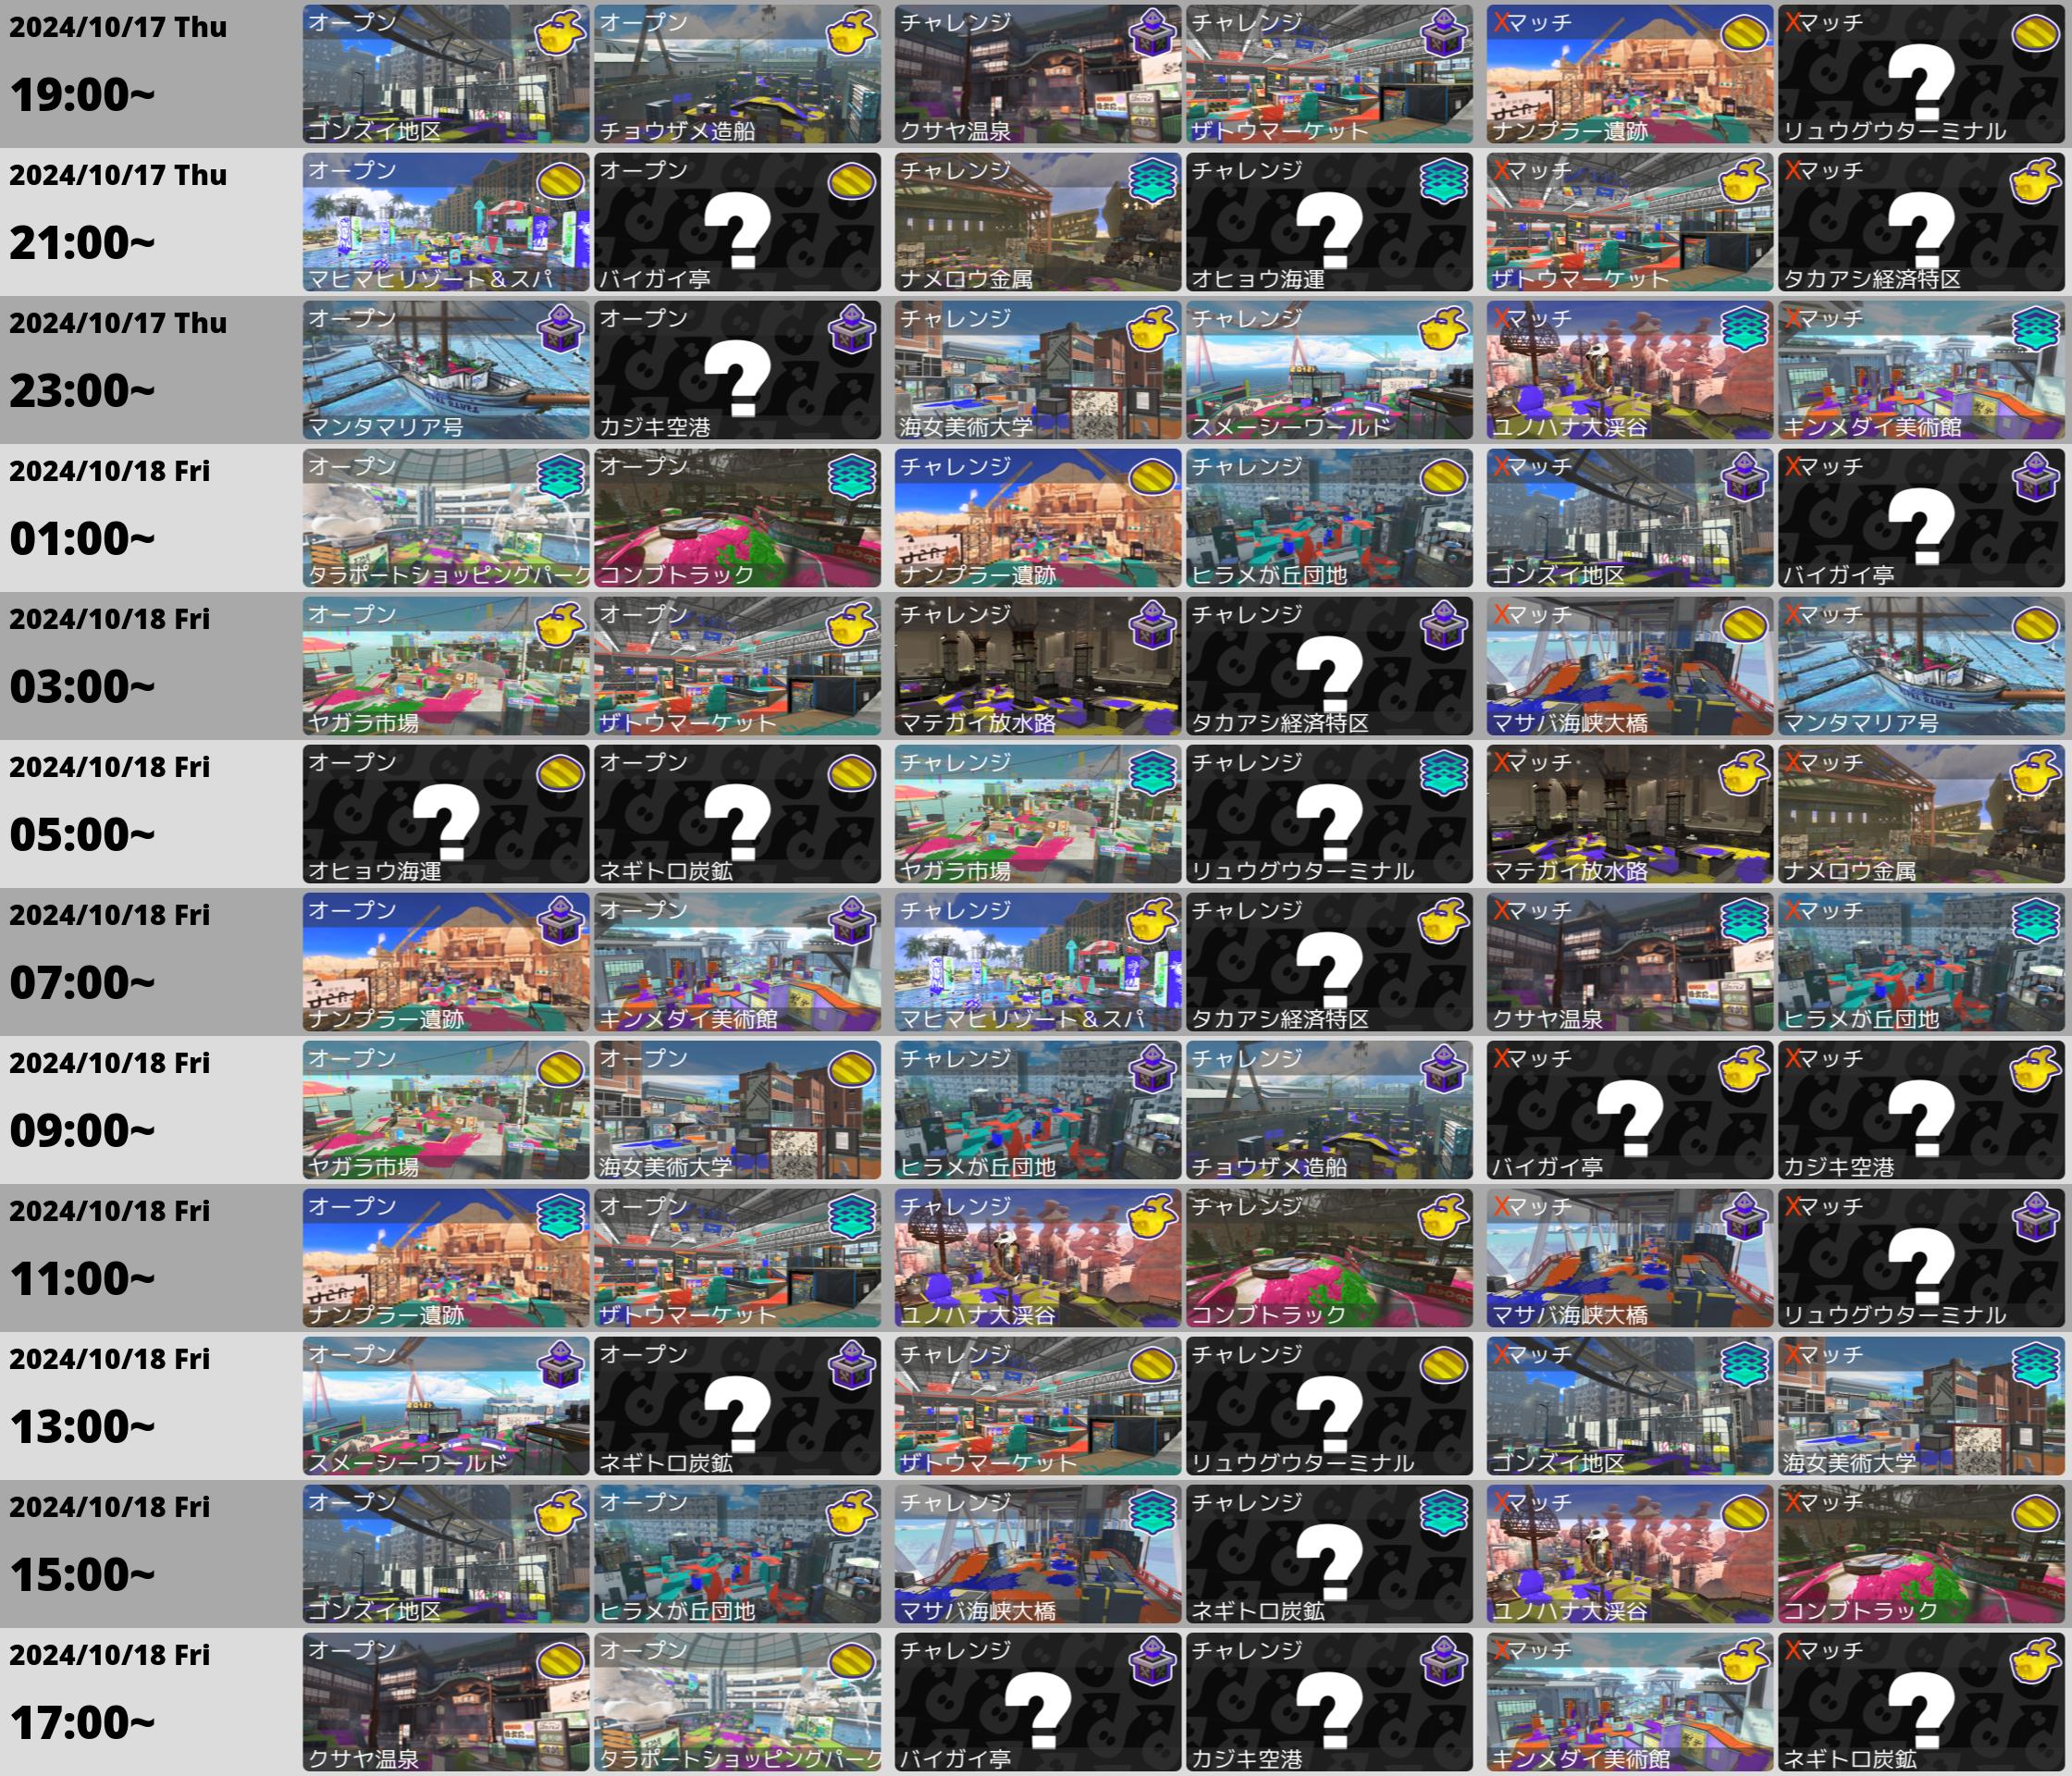 2024/10/17 Thu
19:00~
オープン
ゴンズイ地区
オープン
チョウザメ造船
チャレンジ
クサヤ温泉
チャレンジ
ザトウマーケット
Xマッチ
ナンプラー遺跡
Xマッチ
リュウグウターミナル
2024/10/17 Thu
21:00~
オープン
マヒマヒリゾート＆スパ
オープン
バイガイ亭
チャレンジ
ナメロウ金属
チャレンジ
オヒョウ海運
Xマッチ
ザトウマーケット
Xマッチ
タカアシ経済特区
2024/10/17 Thu
23:00~
オープン
マンタマリア号
オープン
カジキ空港
チャレンジ
海女美術大学
チャレンジ
スメーシーワールド
Xマッチ
ユノハナ大渓谷
Xマッチ
キンメダイ美術館
2024/10/18 Fri
01:00~
オープン
タラポートショッピングパーク
オープン
コンブトラック
チャレンジ
ナンプラー遺跡
チャレンジ
ヒラメが丘団地
Xマッチ
ゴンズイ地区
Xマッチ
バイガイ亭
2024/10/18 Fri
03:00~
オープン
ヤガラ市場
オープン
ザトウマーケット
チャレンジ
マテガイ放水路
チャレンジ
タカアシ経済特区
Xマッチ
マサバ海峡大橋
Xマッチ
マンタマリア号
2024/10/18 Fri
05:00~
オープン
オヒョウ海運
オープン
ネギトロ炭鉱
チャレンジ
ヤガラ市場
チャレンジ
リュウグウターミナル
Xマッチ
マテガイ放水路
Xマッチ
ナメロウ金属
2024/10/18 Fri
07:00~
オープン
ナンプラー遺跡
オープン
キンメダイ美術館
チャレンジ
マヒマヒリゾート＆スパ
チャレンジ
タカアシ経済特区
Xマッチ
クサヤ温泉
Xマッチ
ヒラメが丘団地
2024/10/18 Fri
09:00~
オープン
ヤガラ市場
オープン
海女美術大学
チャレンジ
ヒラメが丘団地
チャレンジ
チョウザメ造船
Xマッチ
バイガイ亭
Xマッチ
カジキ空港
2024/10/18 Fri
11:00~
オープン
ナンプラー遺跡
オープン
ザトウマーケット
チャレンジ
ユノハナ大渓谷
チャレンジ
コンブトラック
Xマッチ
マサバ海峡大橋
Xマッチ
リュウグウターミナル
2024/10/18 Fri
13:00~
オープン
スメーシーワールド
オープン
ネギトロ炭鉱
チャレンジ
ザトウマーケット
チャレンジ
リュウグウターミナル
Xマッチ
ゴンズイ地区
Xマッチ
海女美術大学
2024/10/18 Fri
15:00~
オープン
ゴンズイ地区
オープン
ヒラメが丘団地
チャレンジ
マサバ海峡大橋
チャレンジ
ネギトロ炭鉱
Xマッチ
ユノハナ大渓谷
Xマッチ
コンブトラック
2024/10/18 Fri
17:00~
オープン
クサヤ温泉
オープン
タラポートショッピングパーク
チャレンジ
バイガイ亭
チャレンジ
カジキ空港
Xマッチ
キンメダイ美術館
Xマッチ
ネギトロ炭鉱